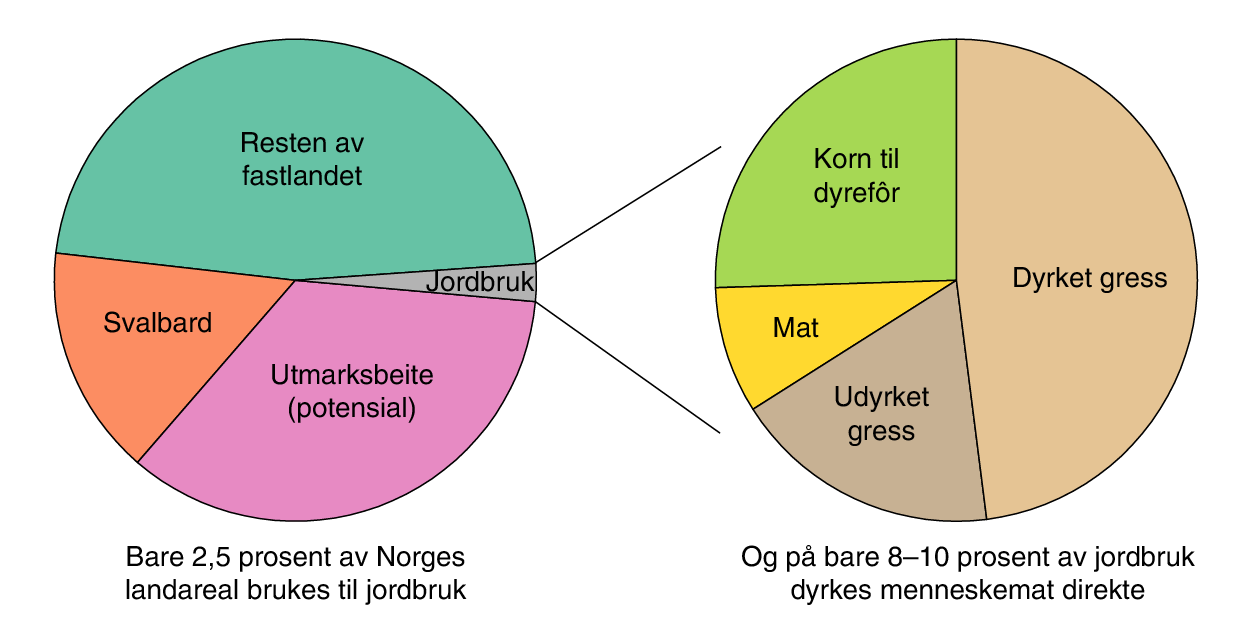 Resten av
fastlandet
Jordbruk
Svalbard
Utmarksbeite
(potensial)
Bare 2,5 prosent av Norges
landareal brukes til jordbruk
Korn til
dyrefôr
Dyrket gress
Mat
Udyrket
gress
Og på bare 8–10 prosent av jordbruk
dyrkes menneskemat direkte